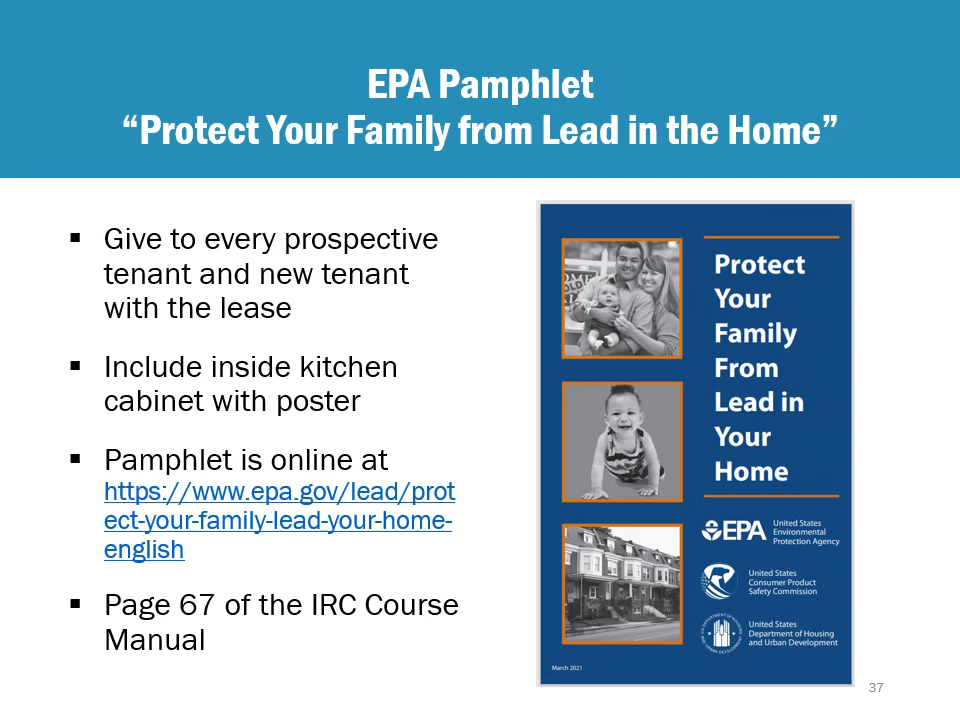 EPA Pamphlet
“Protect Your Family from Lead in the Home”
▪ Give to every prospective
tenant and new tenant
with the lease
▪ Include inside kitchen
cabinet with poster
▪ Pamphlet is online at
https://www.epa.gov/lead/prot
ect-your-family-lead-your-home-
english
▪ Page 67 of the IRC Course
Manual
Protect
Your
Family
From
Lead in
Your
Home
EPA
United States
Environmental
Protection Agency
United States
Consumer Product
Safety Commission
United States
Department of Housing
and Urban Development
March 2021
37